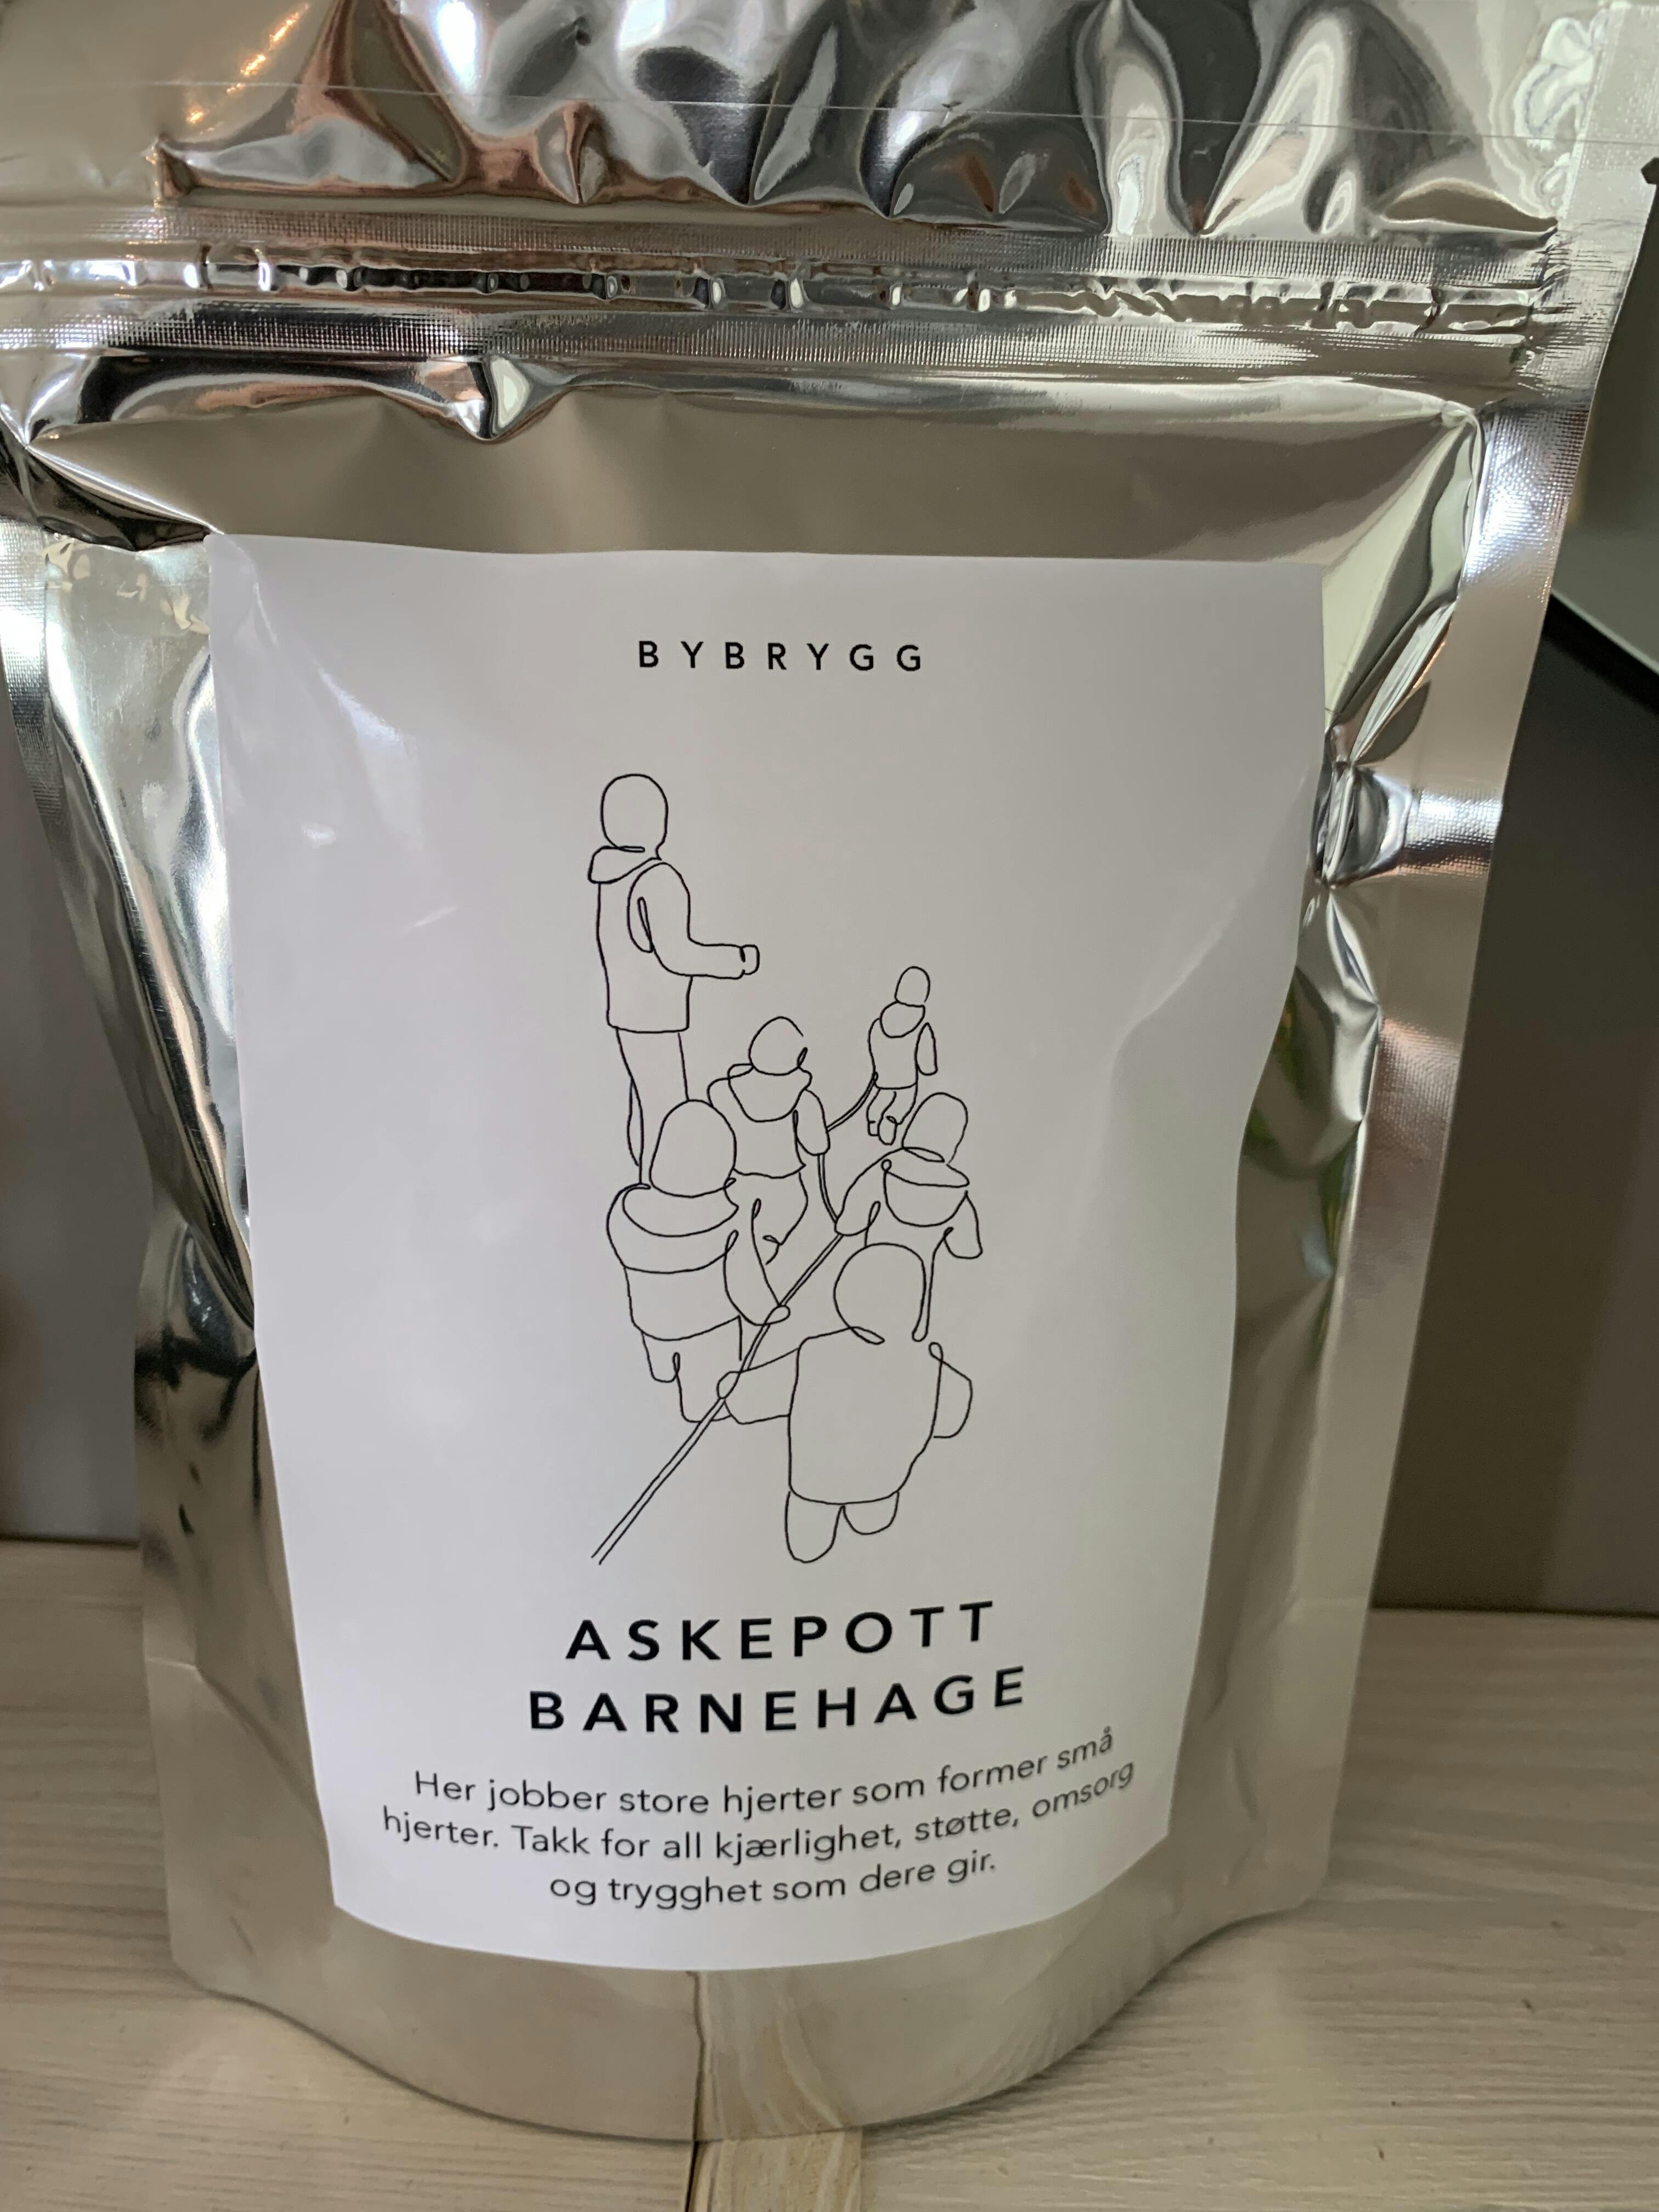 BYBRYGG
ASKEPOTT
BARNEHAGE
Her jobber store hjerter som former små
hjerter. Takk for all kjærlighet, støtte, omsorg
og trygghet som dere gir.